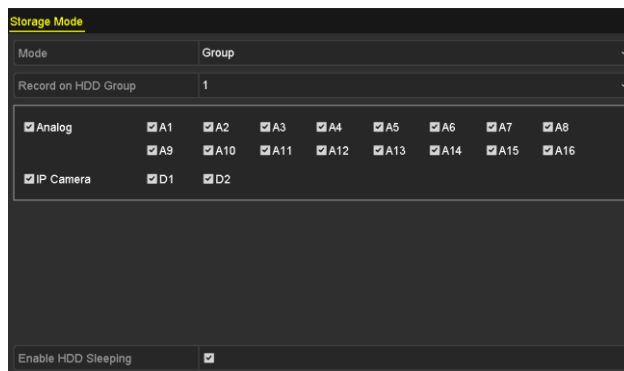 Storage Mode
Mode Group
Record on HDD Group 1
Analog A1 A2 A3 A4 A5 A6 A7 A8
A9 A10 A11 A12 A13 A14 A15 A16
IP Camera D1 D2
Enable HDD Sleeping